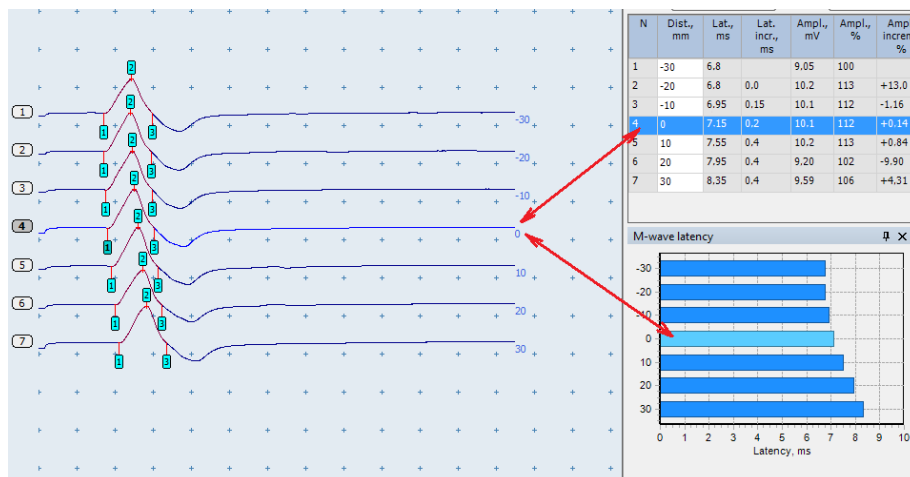 N Dist., mm Lat., ms Lat. incr., ms Ampl., mV Ampl., % Ampl increm %
1 -30 6.8 9.05 100
2 -20 6.8 0.0 10.2 113 +13.0
3 -10 6.95 0.15 10.1 112 -1.16
4 0 7.15 0.2 10.1 112 +0.14
5 10 7.55 0.4 10.2 113 +0.84
6 20 7.95 0.4 9.20 102 -9.90
7 30 8.35 0.4 9.59 106 +4.31
2
1 1 3 -30
2
2 1 3 -20
2
3 1 3 -10
2
4 1 3 0
2
5 1 3 10
2
6 1 3 20
2
7 1 3 30
M-wave latency
-30
-20
-10
0
10
20
30
0 1 2 3 4 5 6 7 8 9 10
Latency, ms